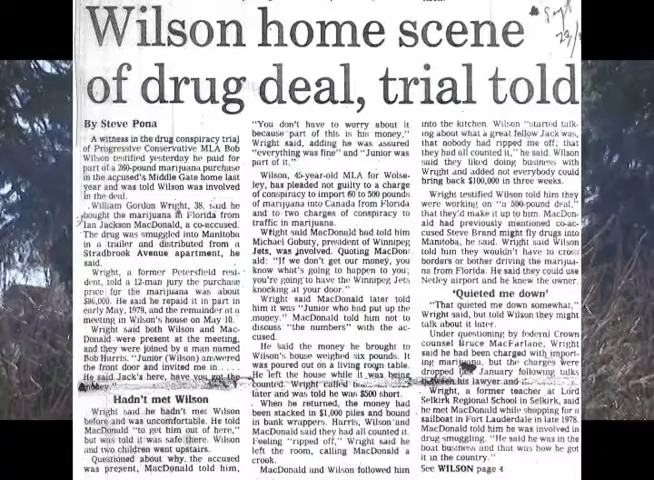 Wilson home scene
of drug deal, trial told
Sept
By Steve Pona
A witness in the drug conspiracy trial
of Progressive Conservative MLA Bob
Wilson testified yesterday he paid for
part of a 260-pound marijuana purchase
in the accused's Middle Gate home last
year and was told Wilson was involved
in the deal.
William Gordon Wright, 38, said he
bought the marijuana in Florida from
Ian Jackson MacDonald, a co-accused.
The drug was smuggled into Manitoba
in a trailer and distributed from a
Stradbrook Avenue apartment, he
said.
Wright, a former Petersfield resi-
dent, told a 12-man jury the purchase
price for the marijuana was about
$96,000. He said he repaid it in part in
early May, 1979, and the remainder at a
meeting in Wilson's house on May 10.
Wright said both Wilson and Mac-
Donald were present at the meeting,
and they were joined by a man named
Bob Harris. "Junior (Wilson) answered
the front door and invited me in
He said Jack's here, have you got the
money."
Hadn't met Wilson
Wright said he hadn't met Wilson
before and was uncomfortable. He told
MacDonald "to get him out of here,"
but was told it was safe there. Wilson
and two children went upstairs.
Questioned about why the accused
was present, MacDonald told him,
"You don't have to worry about it
because part of this is his money,"
Wright said, adding he was assured
"everything was fine" and "Junior was
part of it."
Wilson, 45-year-old MLA for Wolse-
ley, has pleaded not guilty to a charge
of conspiracy to import 60 to 500 pounds
of marijuana into Canada from Florida
and to two charges of conspiracy to
traffic in marijuana.
Wright said MacDonald had told him
Michael Gobuty, president of Winnipeg
Jets, was involved. Quoting MacDon-
ald: "If we don't get our money, you
know what's going to happen to you;
you're going to have the Winnipeg Jets
knocking at your door."
Wright said MacDonald later told
him it was "Junior who had put up the
money." MacDonald told him not to
discuss "the numbers" with the ac-
cused.
He said the money he brought to
Wilson's house weighed six pounds. It
was poured out on a living room table.
He left the house while it was being
counted. Wright called
later and was told he was $500 short.
When he returned, the money had
been stacked in $1,000 piles and bound
in bank wrappers. Harris, Wilson and
MacDonald said they had all counted it.
Feeling "ripped off," Wright said he
left the room, calling MacDonald a
crook.
MacDonald and Wilson followed him
into the kitchen. Wilson "started talk-
ing about what a great fellow Jack was,
that nobody had ripped me off; that
they had all counted it," he said. Wilson
said they liked doing business with
Wright and added not everybody could
bring back $100,000 in three weeks.
Wright testified Wilson told him they
were working on "a 500-pound deal,"
that they'd make it up to him. MacDon-
ald had previously mentioned co-ac-
cused Steve Brand might fly drugs into
Manitoba, he said. Wright said Wilson
told him they wouldn't have to cross
borders or bother driving the marijua-
na from Florida. He said they could use
Netley airport and he knew the owner.
'Quieted me down'
"That quieted me down somewhat,"
Wright said, but told Wilson they might
talk about it later.
Under questioning by federal Crown
counsel Bruce MacFarlane, Wright
said he had been charged with import-
ing marijuana, but the charges were
dropped last January following talks
between his lawyer and
Wright, a former teacher at Lord
Selkirk Regional School in Selkirk, said
he met MacDonald while shopping for a
sailboat in Fort Lauderdale in late 1978.
MacDonald told him he was involved in
drug smuggling. "He said he was in the
boat business and that was how he got
it in the country."
See WILSON page 4